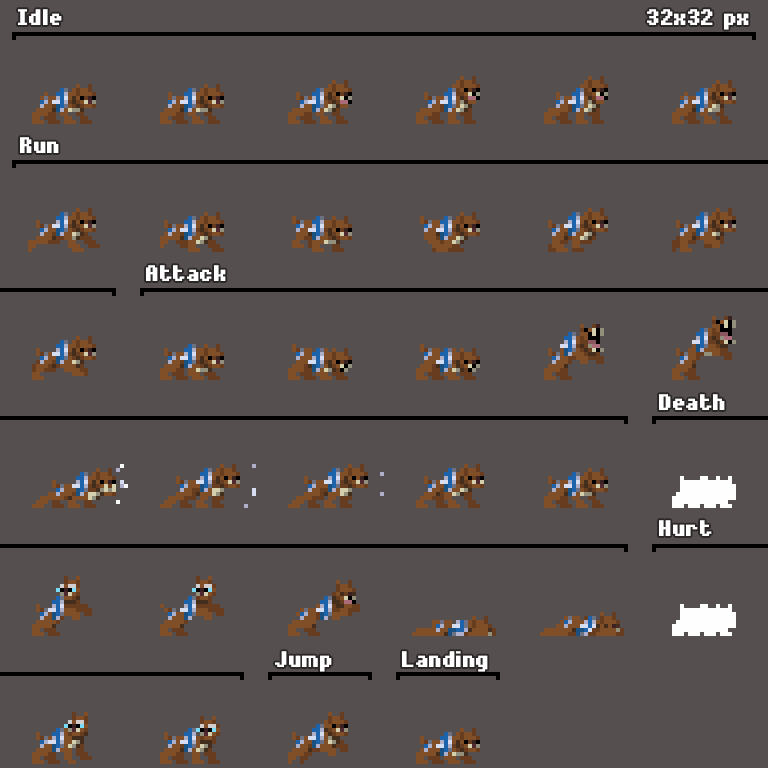 Idle
32x32 px
Run
Attack
Death
Hurt
Jump
Landing